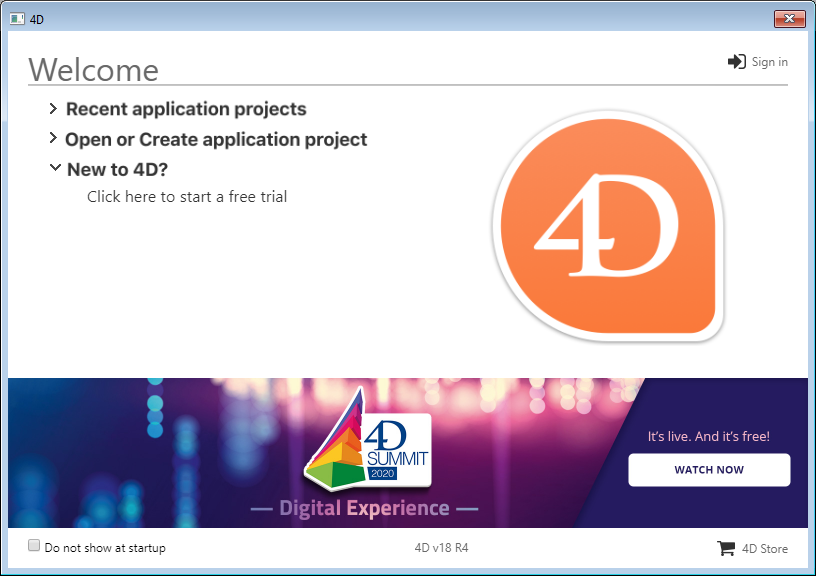 4D
Welcome
Sign in
Recent application projects
Open or Create application project
New to 4D?
Click here to start a free trial
4D
4D
SUMMIT
2020
Digital Experience
It's live. And it's free!
WATCH NOW
Do not show at startup
4D v18 R4
4D Store